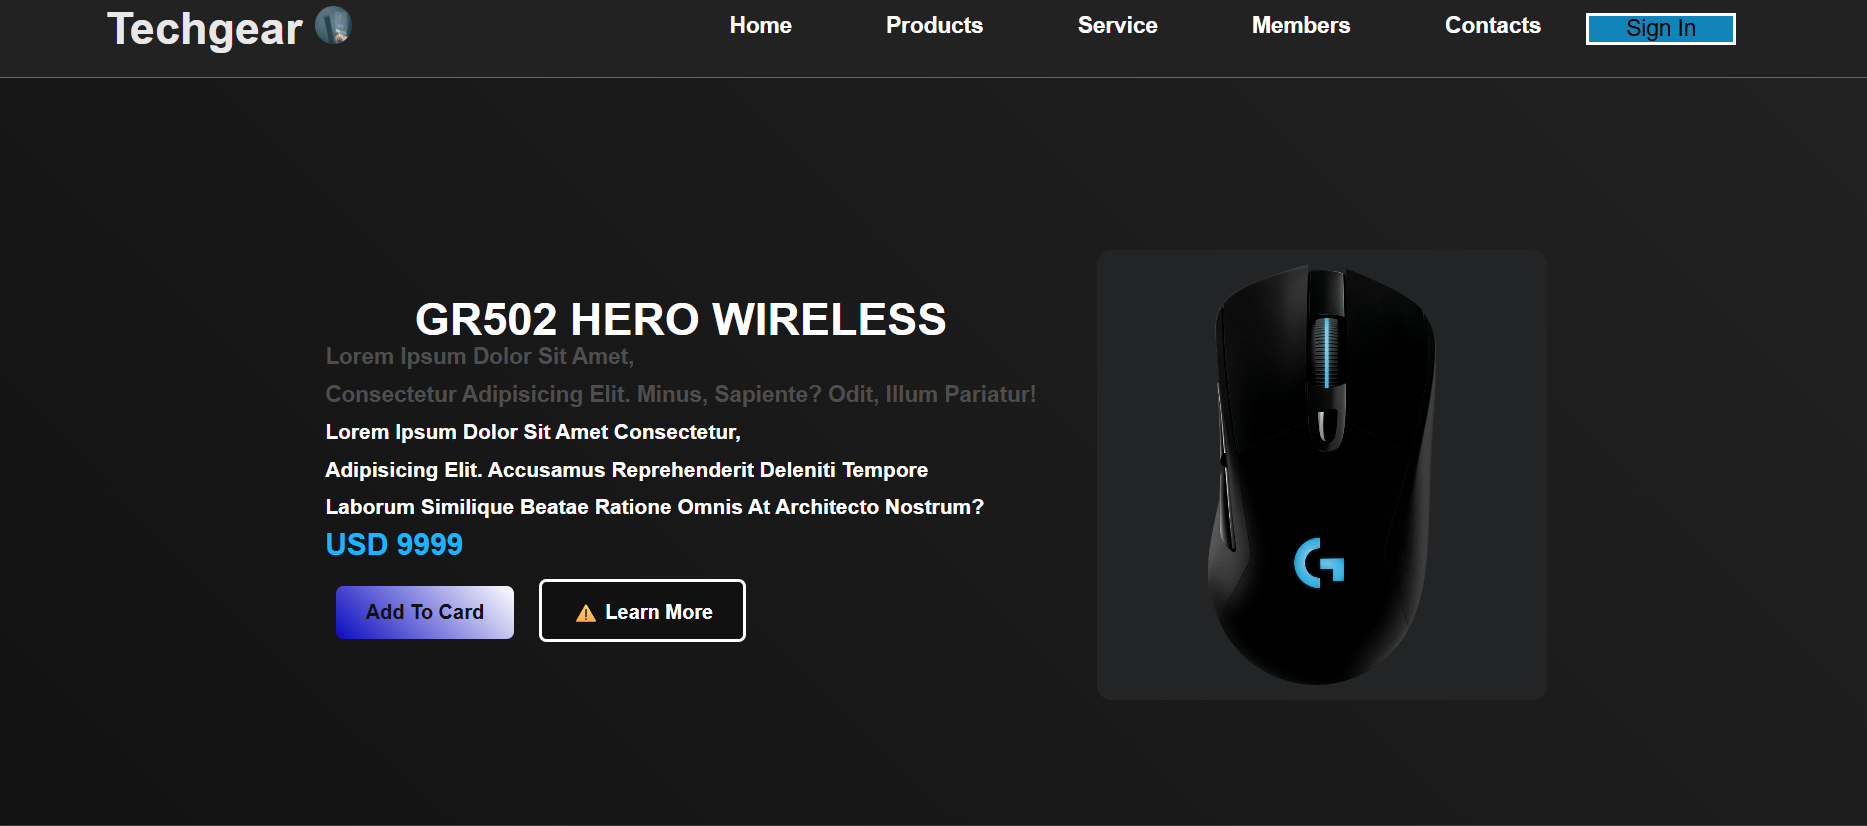 Techgear
Home Products Service Members Contacts Sign In
GR502 HERO WIRELESS
Lorem Ipsum Dolor Sit Amet,
Consectetur Adipisicing Elit. Minus, Sapiente? Odit, Illum Pariatur!
Lorem Ipsum Dolor Sit Amet Consectetur,
Adipisicing Elit. Accusamus Reprehenderit Deleniti Tempore
Laborum Similique Beatae Ratione Omnis At Architecto Nostrum?
USD 9999
Add To Card
Learn More
G